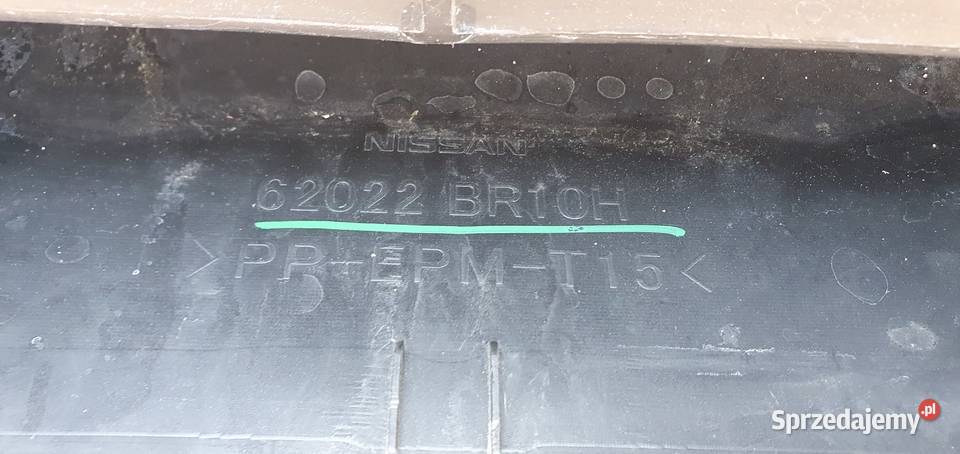 NISSAN
62022 BR10H
>PP-EPM-T15<
Sprzedajemy.pl